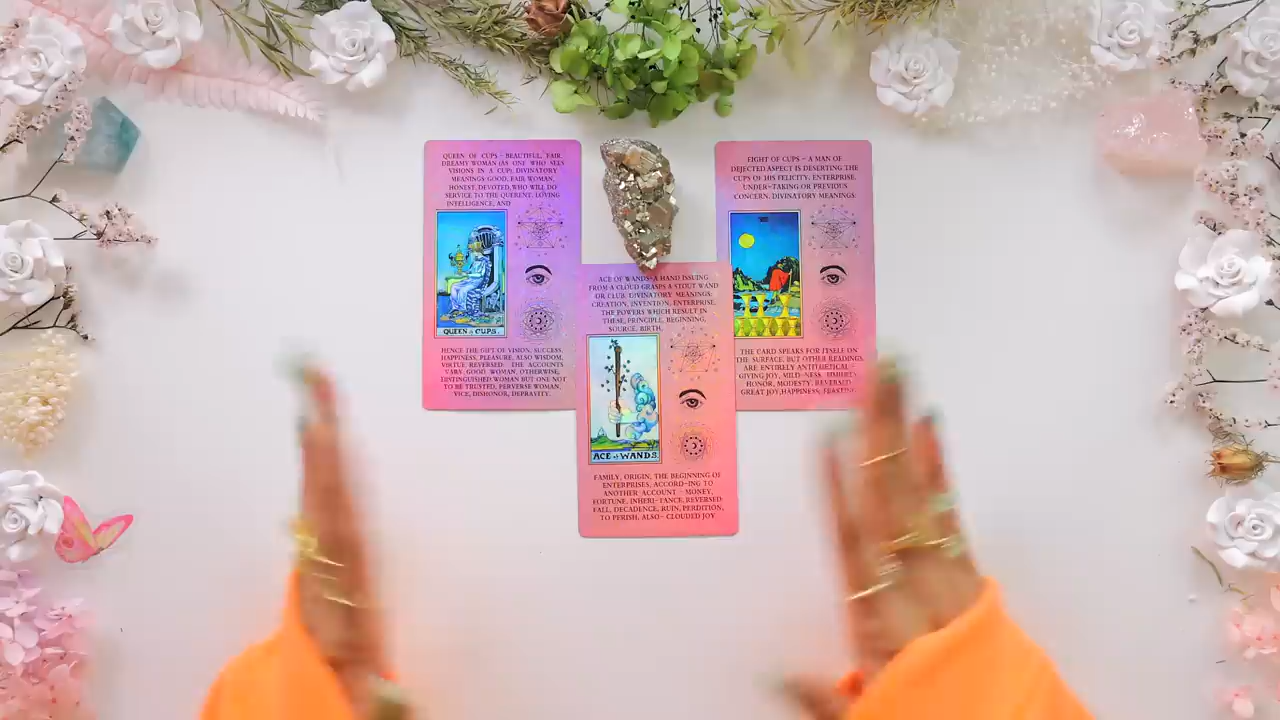 QUEEN OF CUPS - BEAUTIFUL, FAIR
DREAMY WOMAN (AS ONE WHO SEES
VISIONS IN A CUP). DIVINATORY
MEANINGS: GOOD, FAIR WOMAN,
HONEST, DEVOTED, WHO WILL DO
SERVICE TO THE QUERENT, LOVING
INTELLIGENCE, AND
QUEEN of CUPS.
HENCE THE GIFT OF VISION, SUCCESS,
HAPPINESS, PLEASURE, ALSO WISDOM,
VIRTUE REVERSED: THE ACCOUNTS
VARY, GOOD WOMAN, OTHERWISE,
DISTINGUISHED WOMAN BUT ONE NOT
TO BE TRUSTED, PERVERSE WOMAN,
VICE, DISHONOR, DEPRAVITY.
ACE OF WANDS-A HAND ISSUING
FROM A CLOUD GRASPS A STOUT WAND
OR CLUB. DIVINATORY MEANINGS:
CREATION, INVENTION, ENTERPRISE,
THE POWERS WHICH RESULT IN
THESE, PRINCIPLE, BEGINNING,
SOURCE, BIRTH,
ACE of WANDS.
FAMILY, ORIGIN, THE BEGINNING OF
ENTERPRISES, ACCORD-ING TO
ANOTHER ACCOUNT - MONEY,
FORTUNE, INHERI-TANCE, REVERSED
FALL, DECADENCE, RUIN, PERDITION,
TO PERISH, ALSO- CLOUDED JOY
EIGHT OF CUPS - A MAN OF
DEJECTED ASPECT IS DESERTING THE
CUPS OF HIS FELICITY, ENTERPRISE,
UNDER-TAKING OR PREVIOUS
CONCERN. DIVINATORY MEANINGS:
THE CARD SPEAKS FOR ITSELF ON
THE SURFACE, BUT OTHER READINGS
ARE ENTIRELY ANTITHETICAL-
GIVING JOY, MILD-NESS, TIMIDITY,
HONOR, MODESTY, REVERSED
GREAT JOY, HAPPINESS, FEASTING